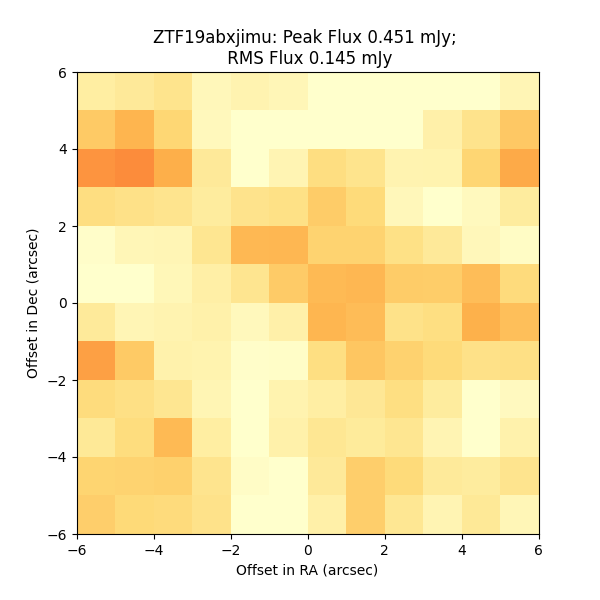 ZTF19abxjimu: Peak Flux 0.451 mJy;
RMS Flux 0.145 mJy
6
4
2
0
−2
−4
−6
Offset in Dec (arcsec)
−6 −4 −2 0 2 4 6
Offset in RA (arcsec)